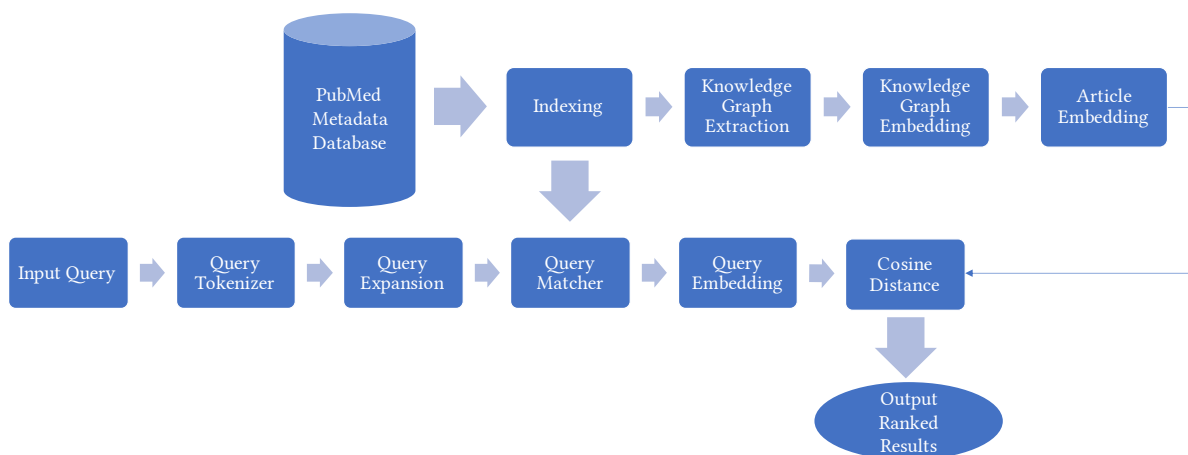 PubMed
Metadata
Database
Indexing
Knowledge
Graph
Extraction
Knowledge
Graph
Embedding
Article
Embedding
Input Query
Query
Tokenizer
Query
Expansion
Query
Matcher
Query
Embedding
Cosine
Distance
Output
Ranked
Results